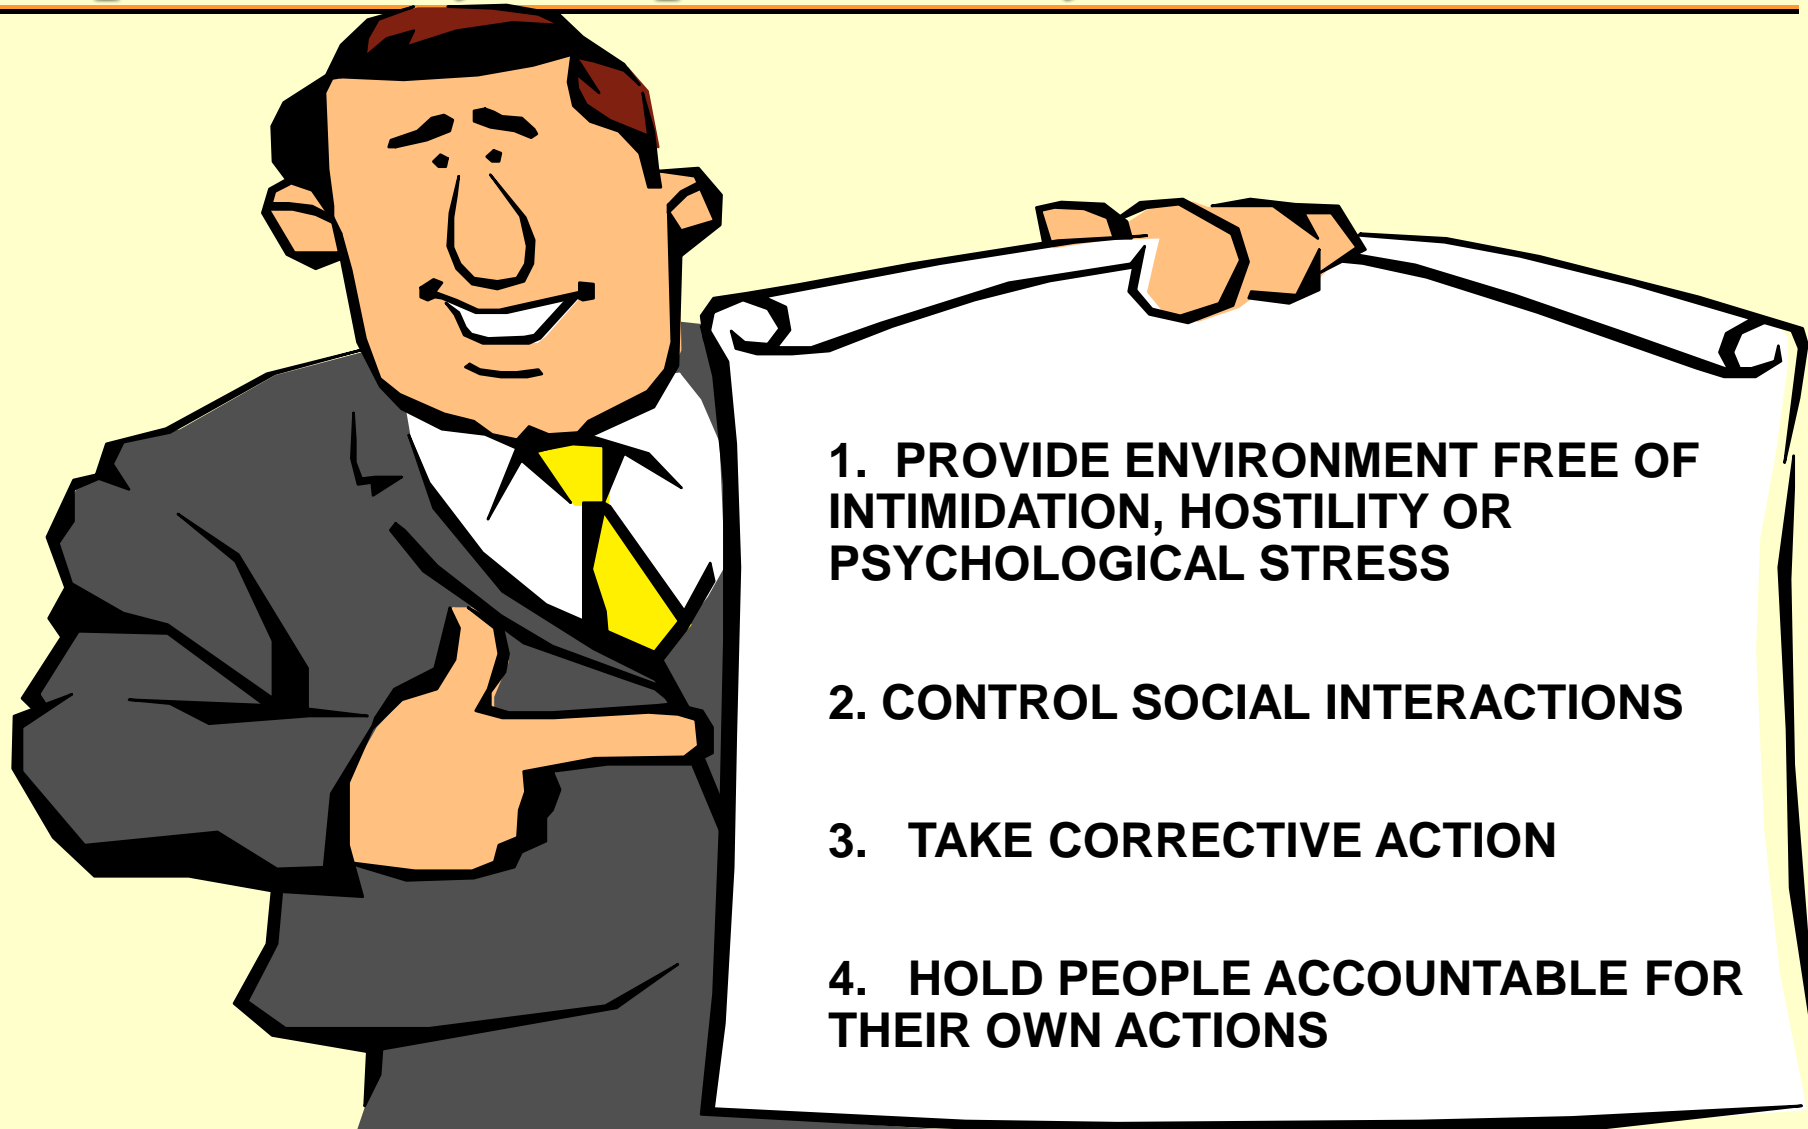 1. PROVIDE ENVIRONMENT FREE OF
INTIMIDATION, HOSTILITY OR
PSYCHOLOGICAL STRESS
2. CONTROL SOCIAL INTERACTIONS
3. TAKE CORRECTIVE ACTION
4. HOLD PEOPLE ACCOUNTABLE FOR
THEIR OWN ACTIONS